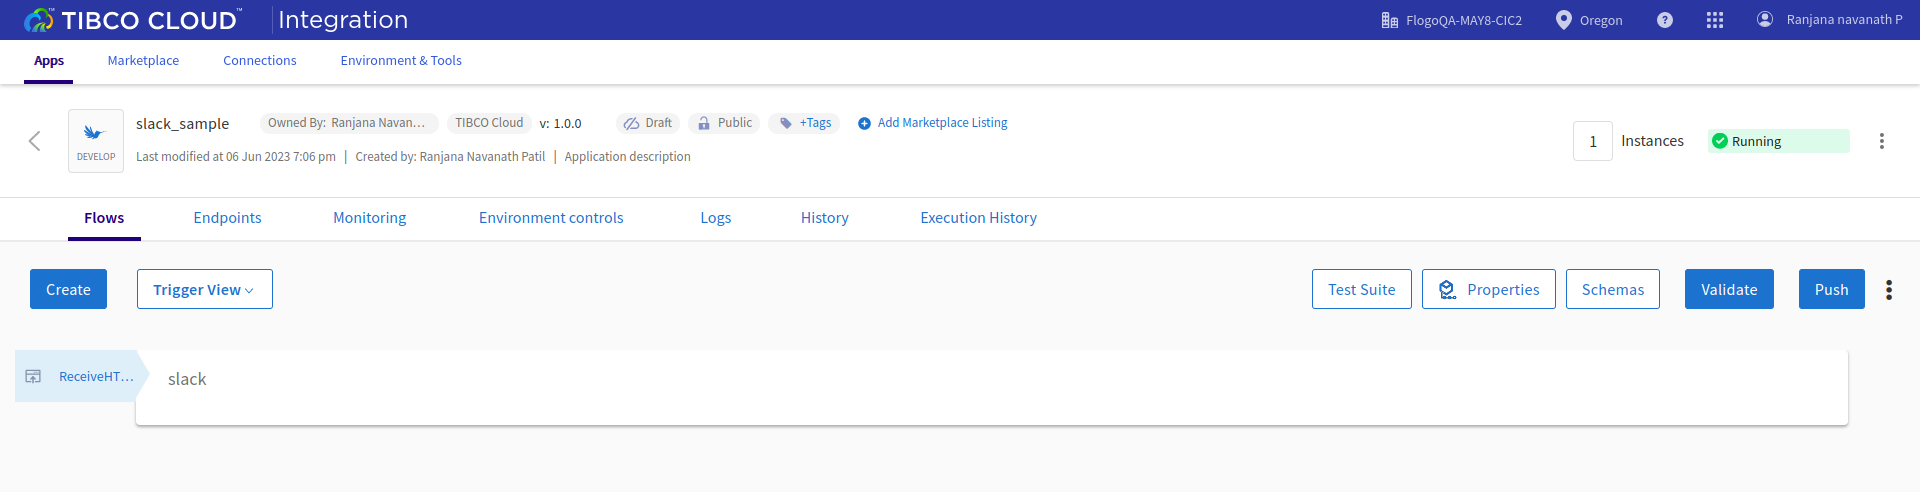 TIBCO CLOUD™ Integration FlogoQA-MAY8-CIC2 Oregon ? Ranjana navanath P
Apps Marketplace Connections Environment & Tools
slack_sample Owned By: Ranjana Navan... TIBCO Cloud v: 1.0.0 Draft Public +Tags Add Marketplace Listing
DEVELOP
Last modified at 06 Jun 2023 7:06 pm | Created by: Ranjana Navanath Patil | Application description
1 Instances Running
Flows Endpoints Monitoring Environment controls Logs History Execution History
Create Trigger View Test Suite Properties Schemas Validate Push
ReceiveHT... slack